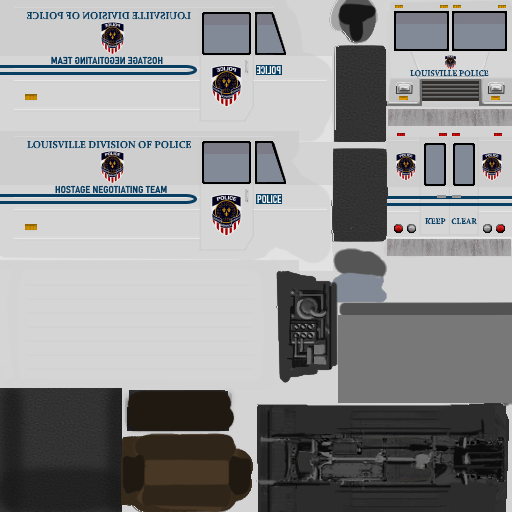 LOUISVILLE DIVISION OF POLICE
POLICE
HOSTAGE NEGOTIATING TEAM
POLICE
POLICE
LOUISVILLE POLICE
KEEP CLEAR
LOUISVILLE DIVISION OF POLICE
POLICE
HOSTAGE NEGOTIATING TEAM
POLICE
POLICE